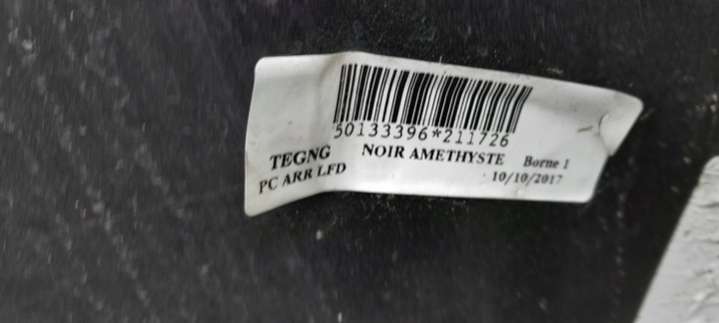 50133396*211726
TEGNG NOIR AMETHYSTE Borne 1
PC ARR LFD 10/10/2017